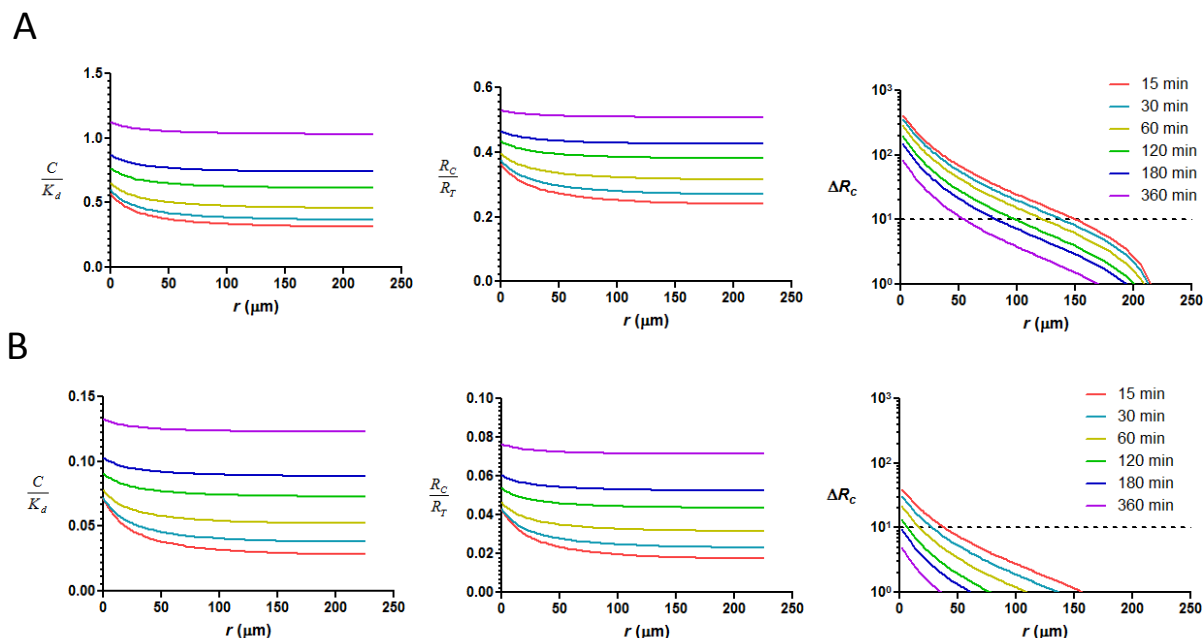 A
C/K_d
1.5
1.0
0.5
0.0
0 50 100 150 200 250
r (μm)
R_C/R_T
0.6
0.4
0.2
0.0
0 50 100 150 200 250
r (μm)
ΔR_C
10³
10²
10¹
10⁰
0 50 100 150 200 250
r (μm)
15 min
30 min
60 min
120 min
180 min
360 min
B
C/K_d
0.15
0.10
0.05
0.00
0 50 100 150 200 250
r (μm)
R_C/R_T
0.10
0.08
0.06
0.04
0.02
0.00
0 50 100 150 200 250
r (μm)
ΔR_C
10³
10²
10¹
10⁰
0 50 100 150 200 250
r (μm)
15 min
30 min
60 min
120 min
180 min
360 min